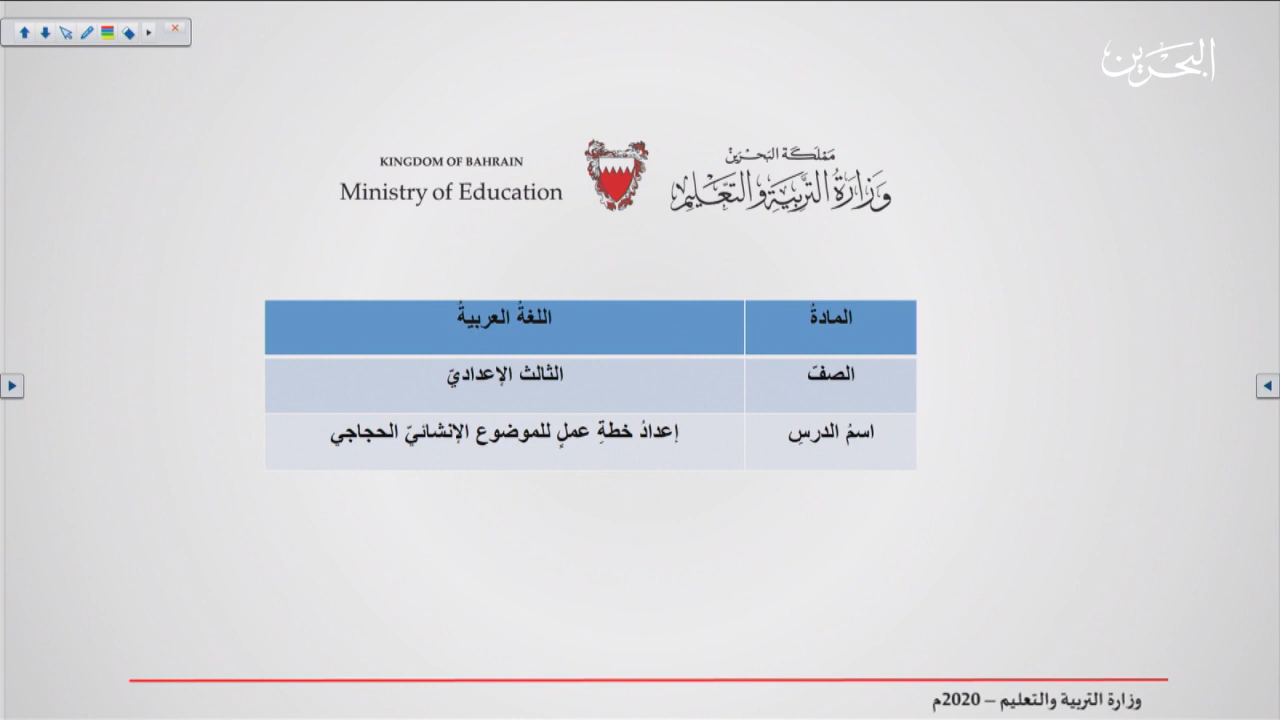 البحرين
KINGDOM OF BAHRAIN
Ministry of Education
مملكة البحرين
وزارة التربية والتعليم
المادةُ
اللغةُ العربيةُ
الصفّ
الثالث الإعداديّ
اسمُ الدرسِ
إعدادُ خطةِ عملٍ للموضوع الإنشائيّ الحجاجي
وزارة التربية والتعليم – 2020م